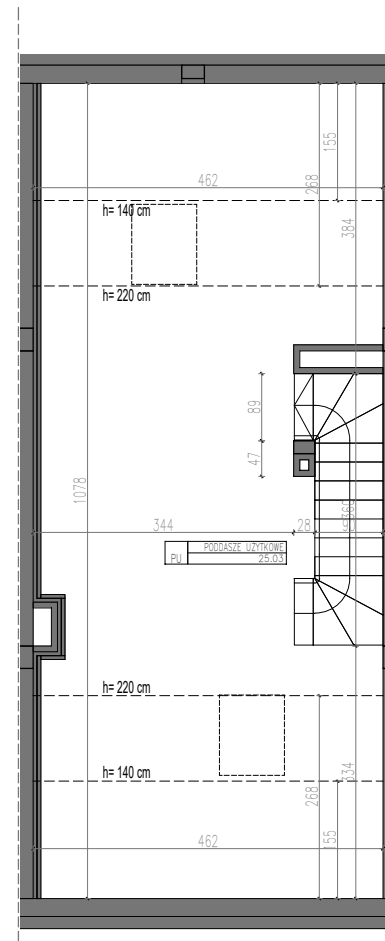 155
462
268
h= 140 cm
384
h= 220 cm
89
47
1078
360
344
28
PODDASZE UŻYTKOWE
PU
25.03
h= 220 cm
h= 140 cm
334
268
155
462